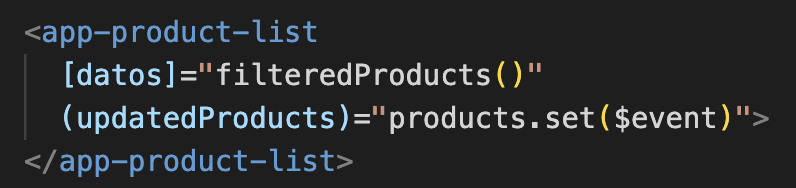 <app-product-list
[datos]="filteredProducts()"
(updatedProducts)="products.set($event)">
</app-product-list>